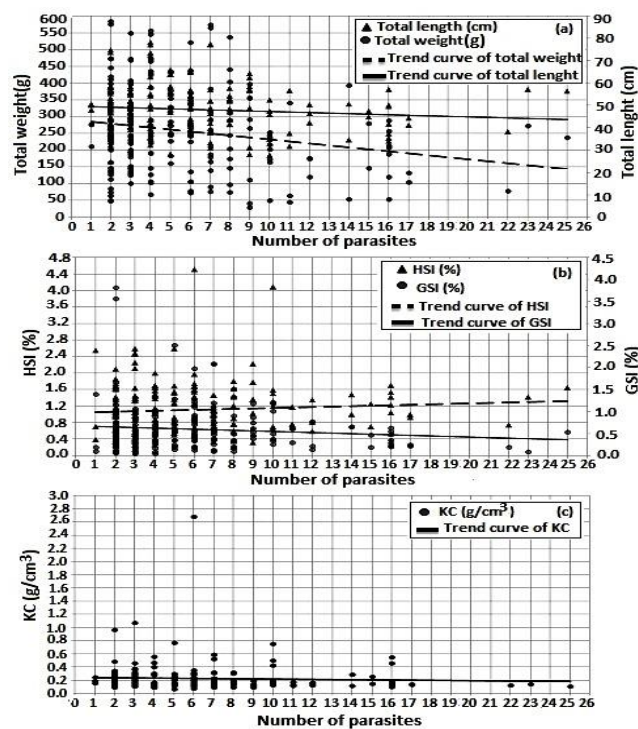 600
550
500
450
400
350
300
250
200
150
100
50
0
Total weight(g)
Total length (cm) (a)
Total weight(g)
Trend curve of total weight
Trend curve of total lenght
90
80
70
60
50
40
30
20
10
0
Total lenght (cm)
0 1 2 3 4 5 6 7 8 9 10 11 12 13 14 15 16 17 18 19 20 21 22 23 24 25 26
Number of parasites
4.8
4.4
4.0
3.6
3.2
2.8
2.4
2.0
1.6
1.2
0.8
0.4
0.0
HSI (%)
HSI (%) (b)
GSI (%)
Trend curve of HSI
Trend curve of GSI
4.5
4.0
3.5
3.0
2.5
2.0
1.5
1.0
0.5
0.0
GSI (%)
0 1 2 3 4 5 6 7 8 9 10 11 12 13 14 15 16 17 18 19 20 21 22 23 24 25 26
Number of parasites
3.0
2.8
2.6
2.4
2.2
2.0
1.8
1.6
1.4
1.2
1.0
0.8
0.6
0.4
0.2
0.0
KC (g/cm³)
KC (g/cm³) (c)
Trend curve of KC
0 1 2 3 4 5 6 7 8 9 10 11 12 13 14 15 16 17 18 19 20 21 22 23 24 25 26
Number of parasites